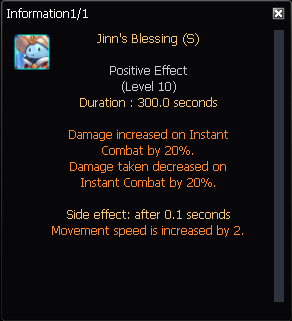 Information1/1
Jinn's Blessing (S)
Positive Effect
(Level 10)
Duration : 300.0 seconds
Damage increased on Instant
Combat by 20%.
Damage taken decreased on
Instant Combat by 20%.
Side effect: after 0.1 seconds
Movement speed is increased by 2.